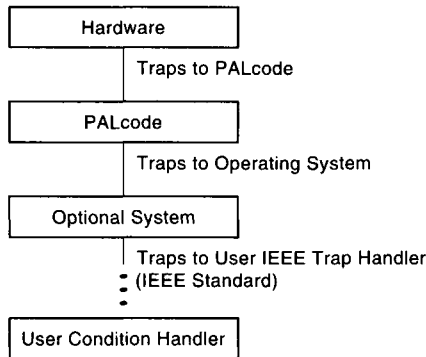 Hardware
Traps to PALcode
PALcode
Traps to Operating System
Optional System
Traps to User IEEE Trap Handler
(IEEE Standard)
User Condition Handler